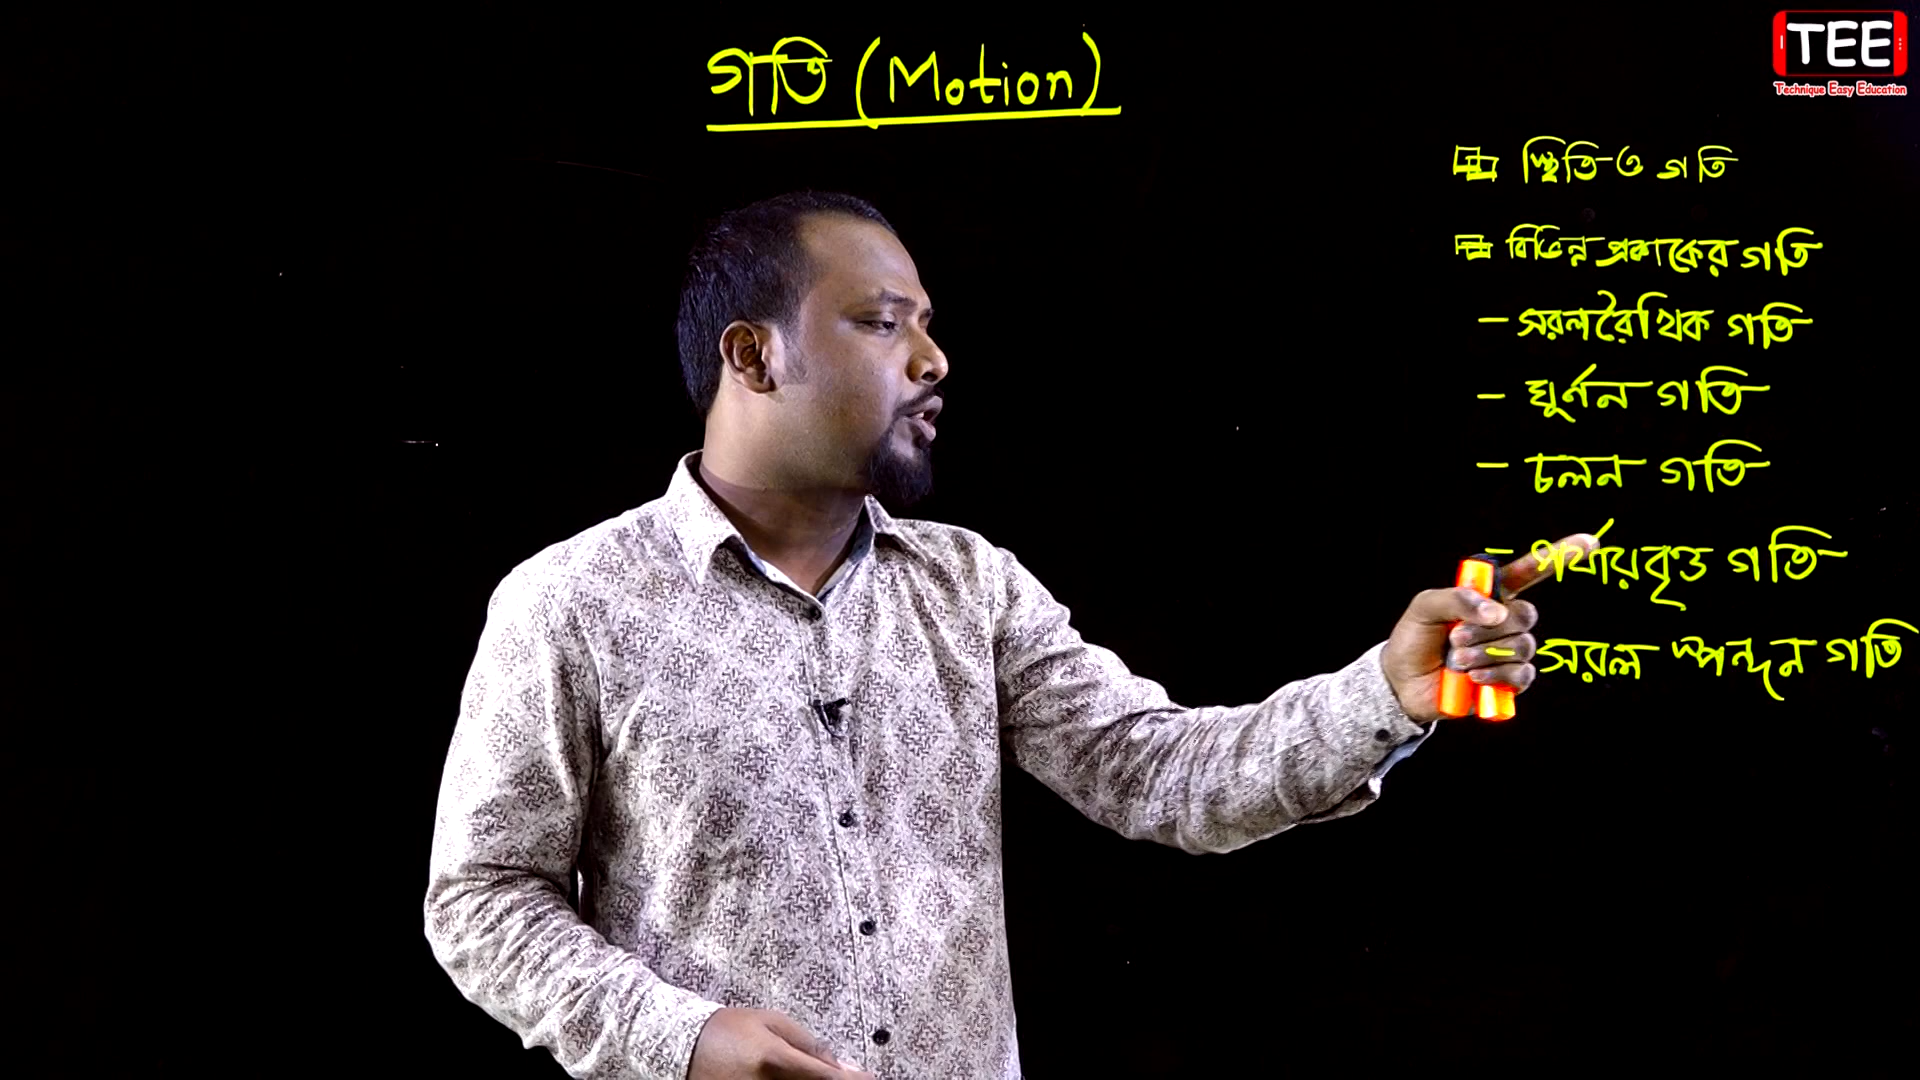 গতি (Motion)
TEE
Technique Easy Education
স্থিতি ও গতি
বিভিন্ন প্রকারের গতি
- সরলরৈখিক গতি
- ঘূর্ণন গতি
- চলন গতি
- পর্যায়বৃত্ত গতি
- সরল স্পন্দন গতি